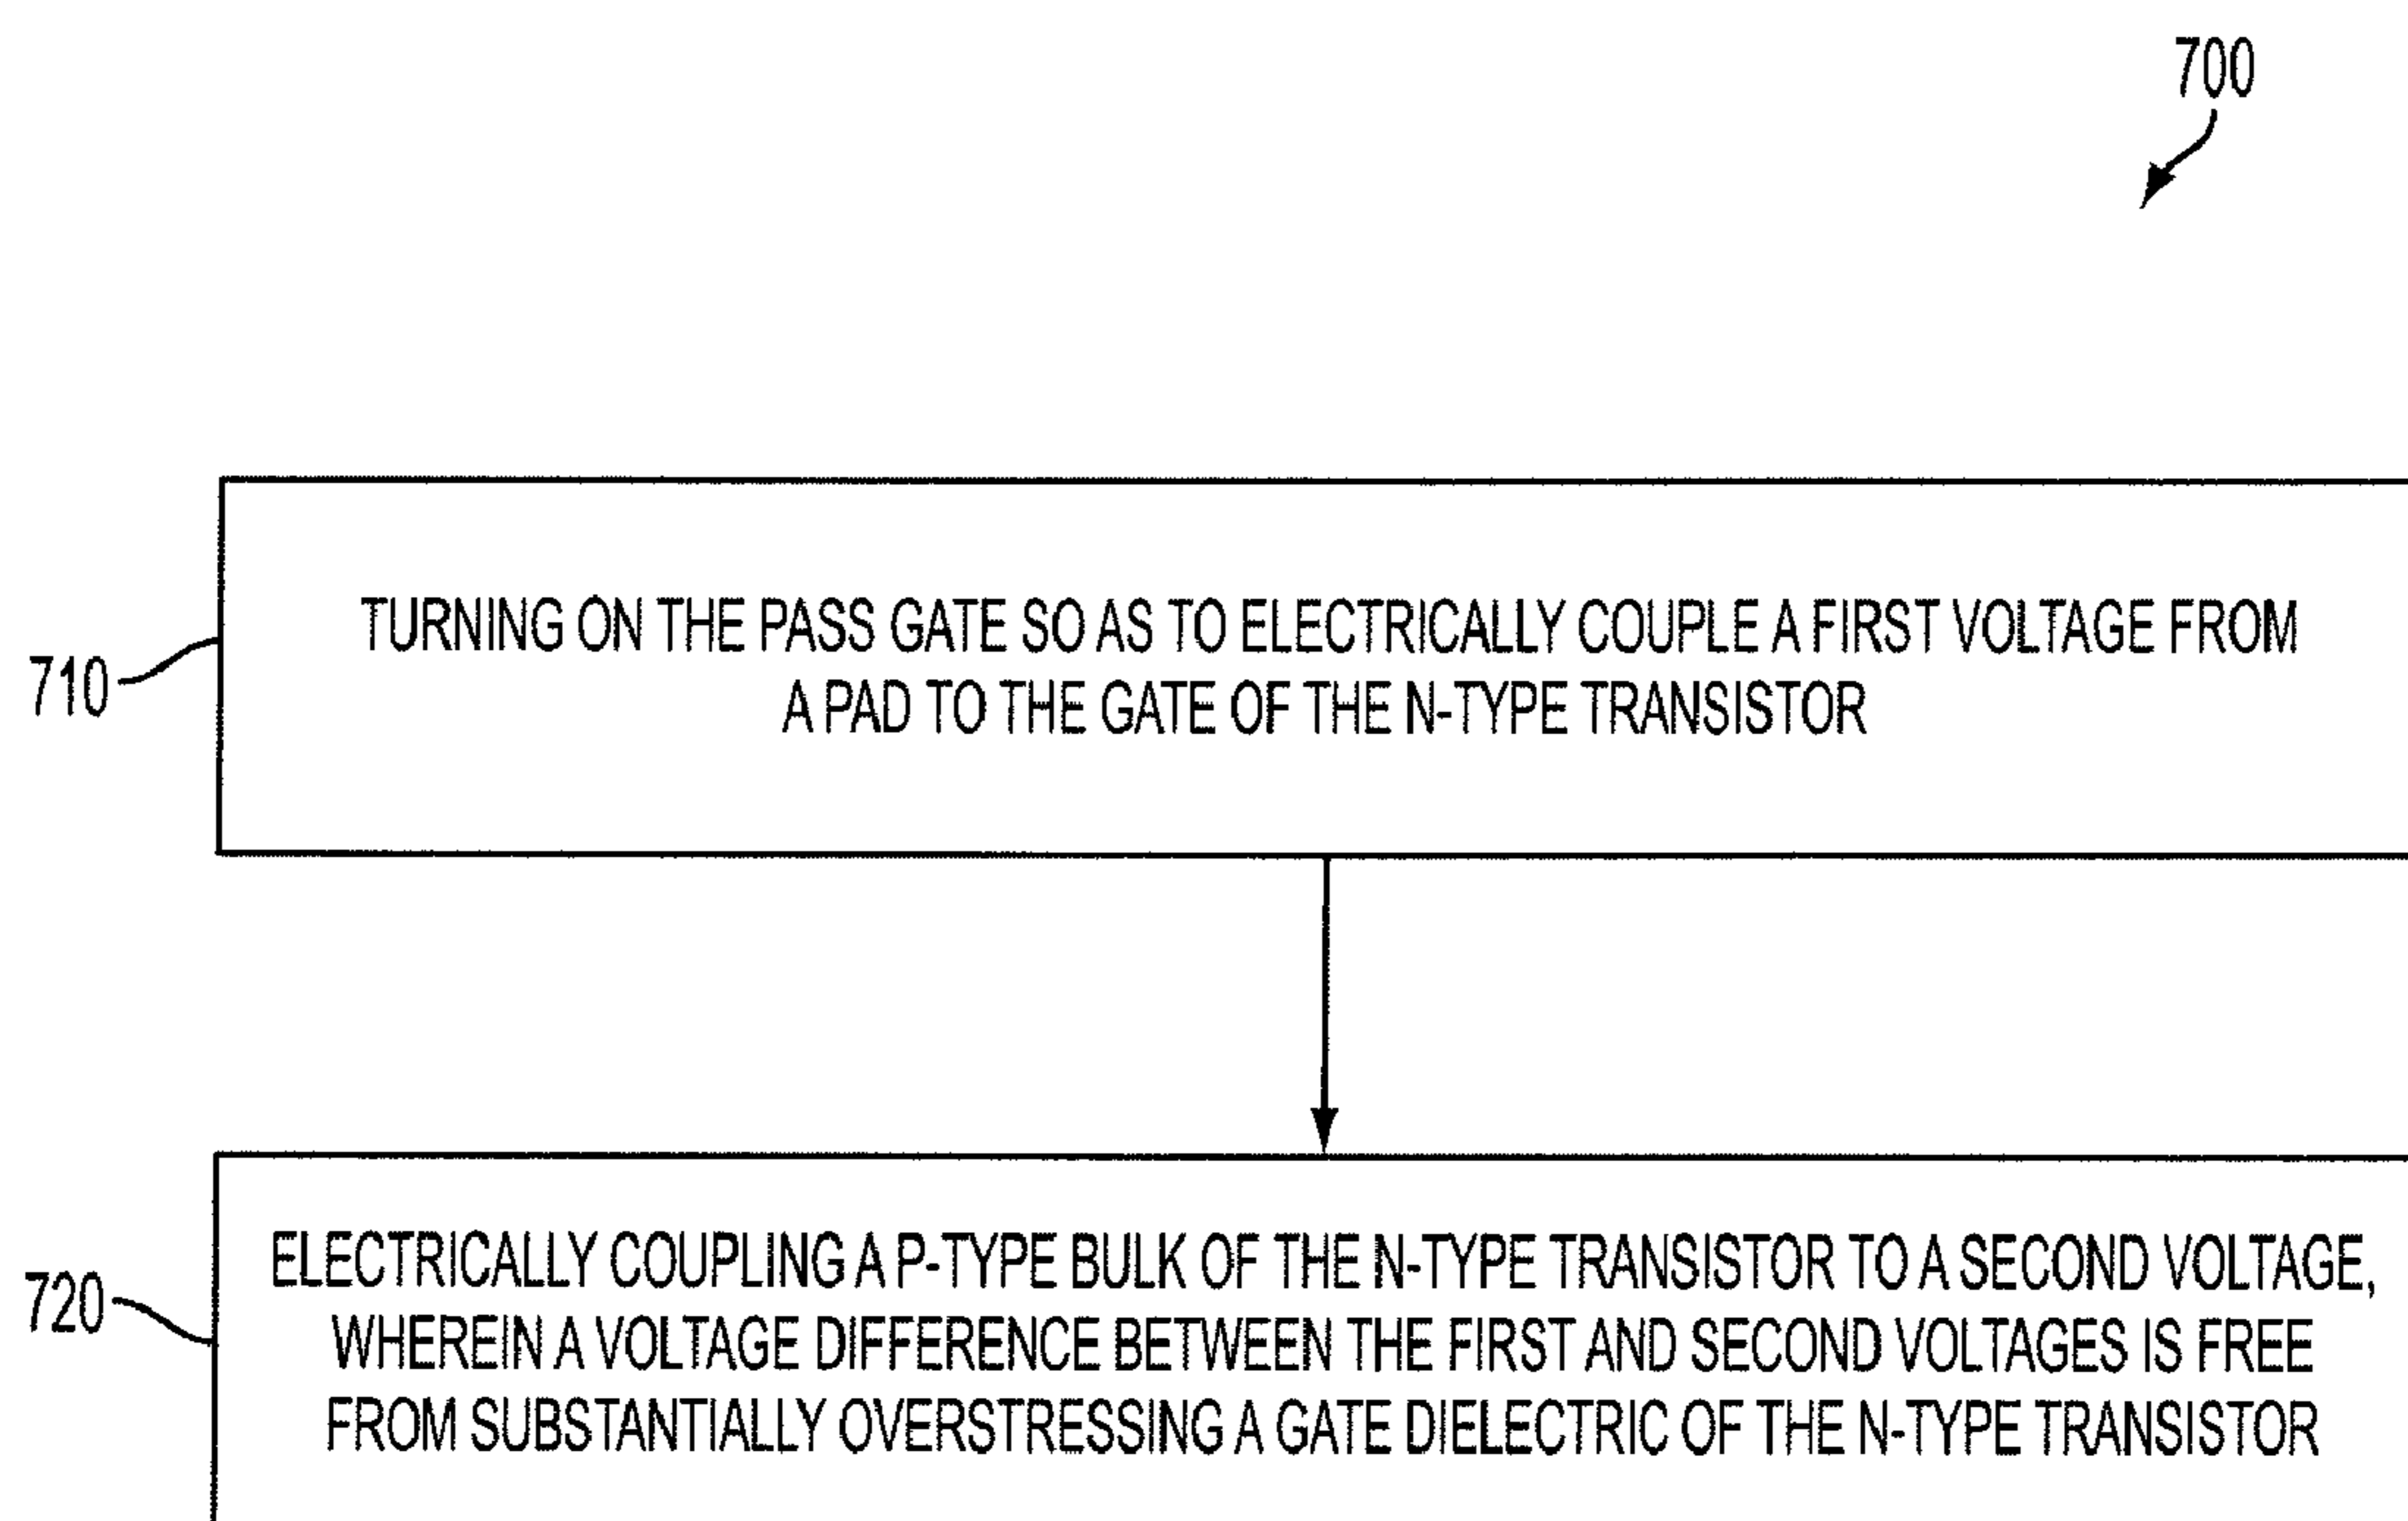 700
710
TURNING ON THE PASS GATE SO AS TO ELECTRICALLY COUPLE A FIRST VOLTAGE FROM
A PAD TO THE GATE OF THE N-TYPE TRANSISTOR
720
ELECTRICALLY COUPLING A P-TYPE BULK OF THE N-TYPE TRANSISTOR TO A SECOND VOLTAGE,
WHEREIN A VOLTAGE DIFFERENCE BETWEEN THE FIRST AND SECOND VOLTAGES IS FREE
FROM SUBSTANTIALLY OVERSTRESSING A GATE DIELECTRIC OF THE N-TYPE TRANSISTOR